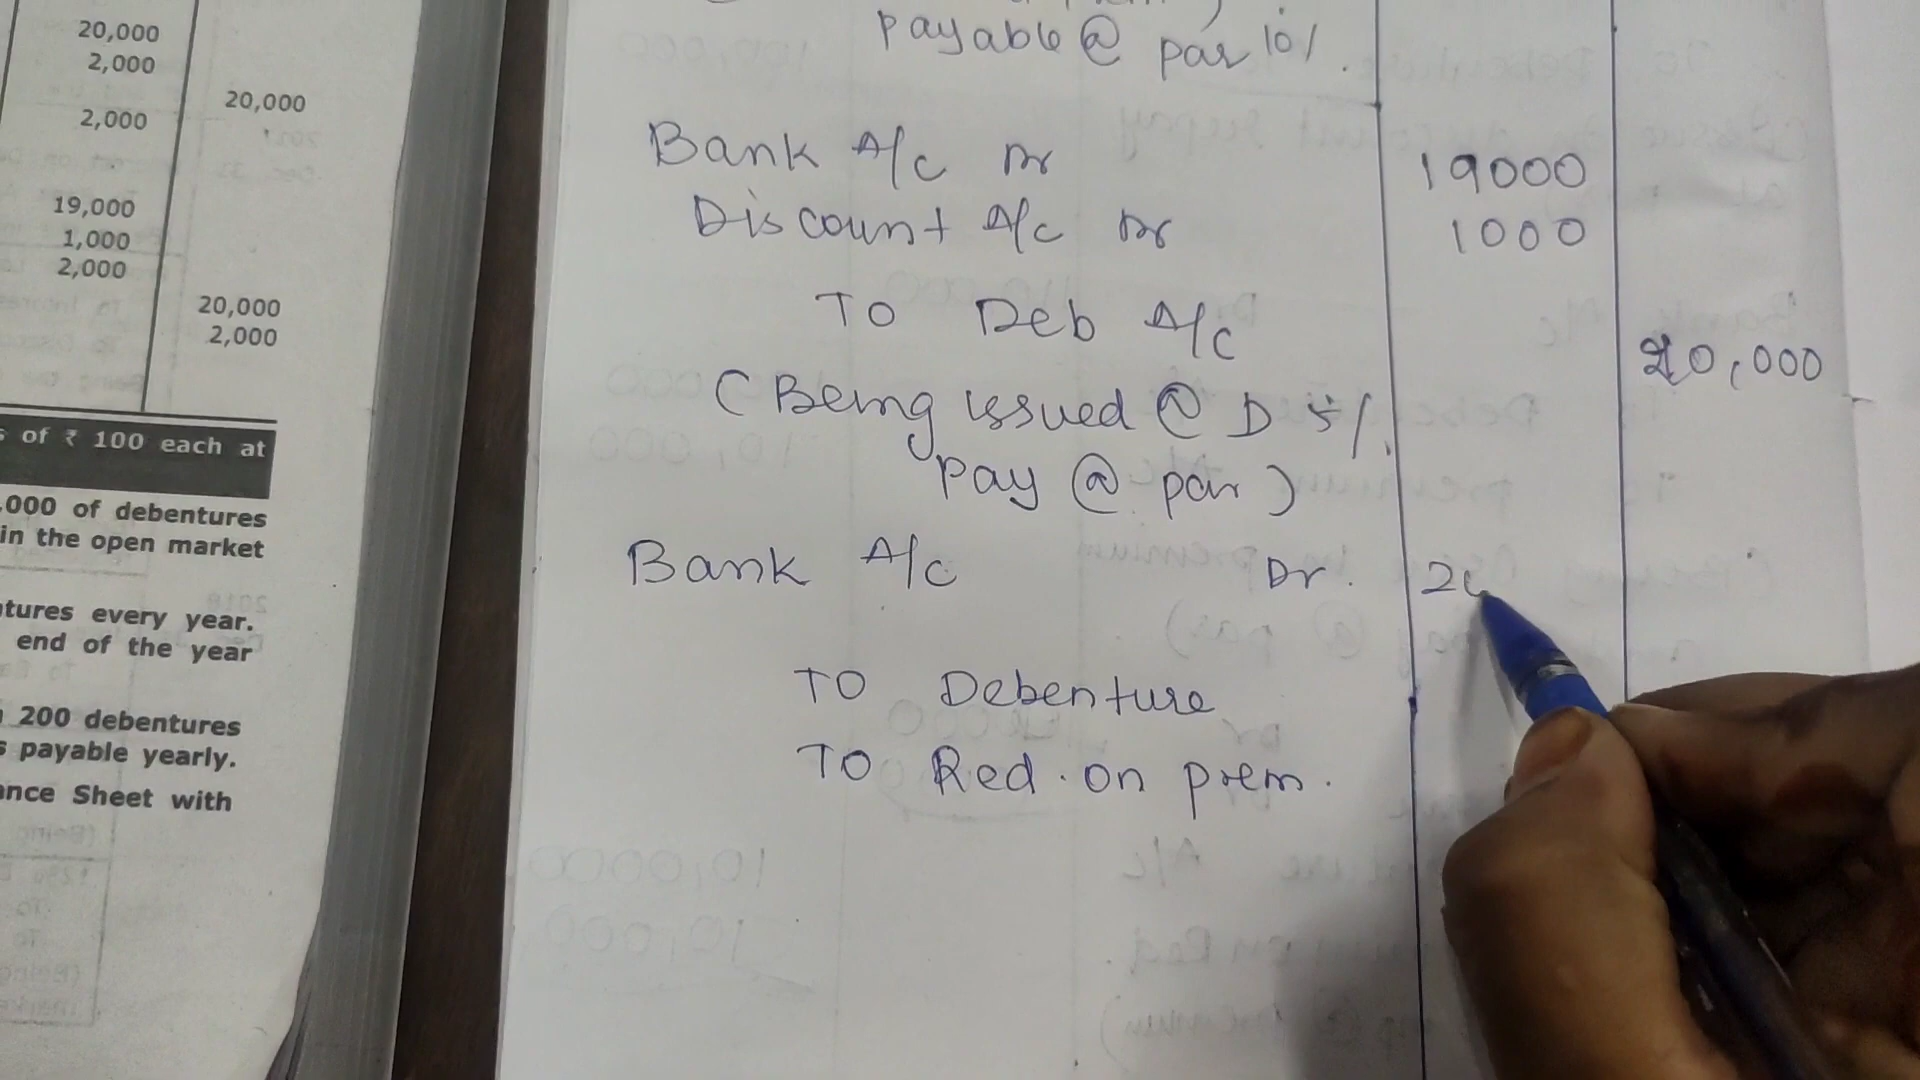 20,000
2,000
20,000
2,000
19,000
1,000
2,000
20,000
2,000
of ₹ 100 each at
,000 of debentures
in the open market
tures every year.
end of the year
200 debentures
payable yearly.
nce Sheet with
payable @ par 10%.
Bank A/c Dr 19000
Discount A/c Dr 1000
TO Deb A/c
20,000
(Being issued @ D 5%.
pay @ par)
Bank A/c Dr. 20
TO Debenture
TO Red. on prem.